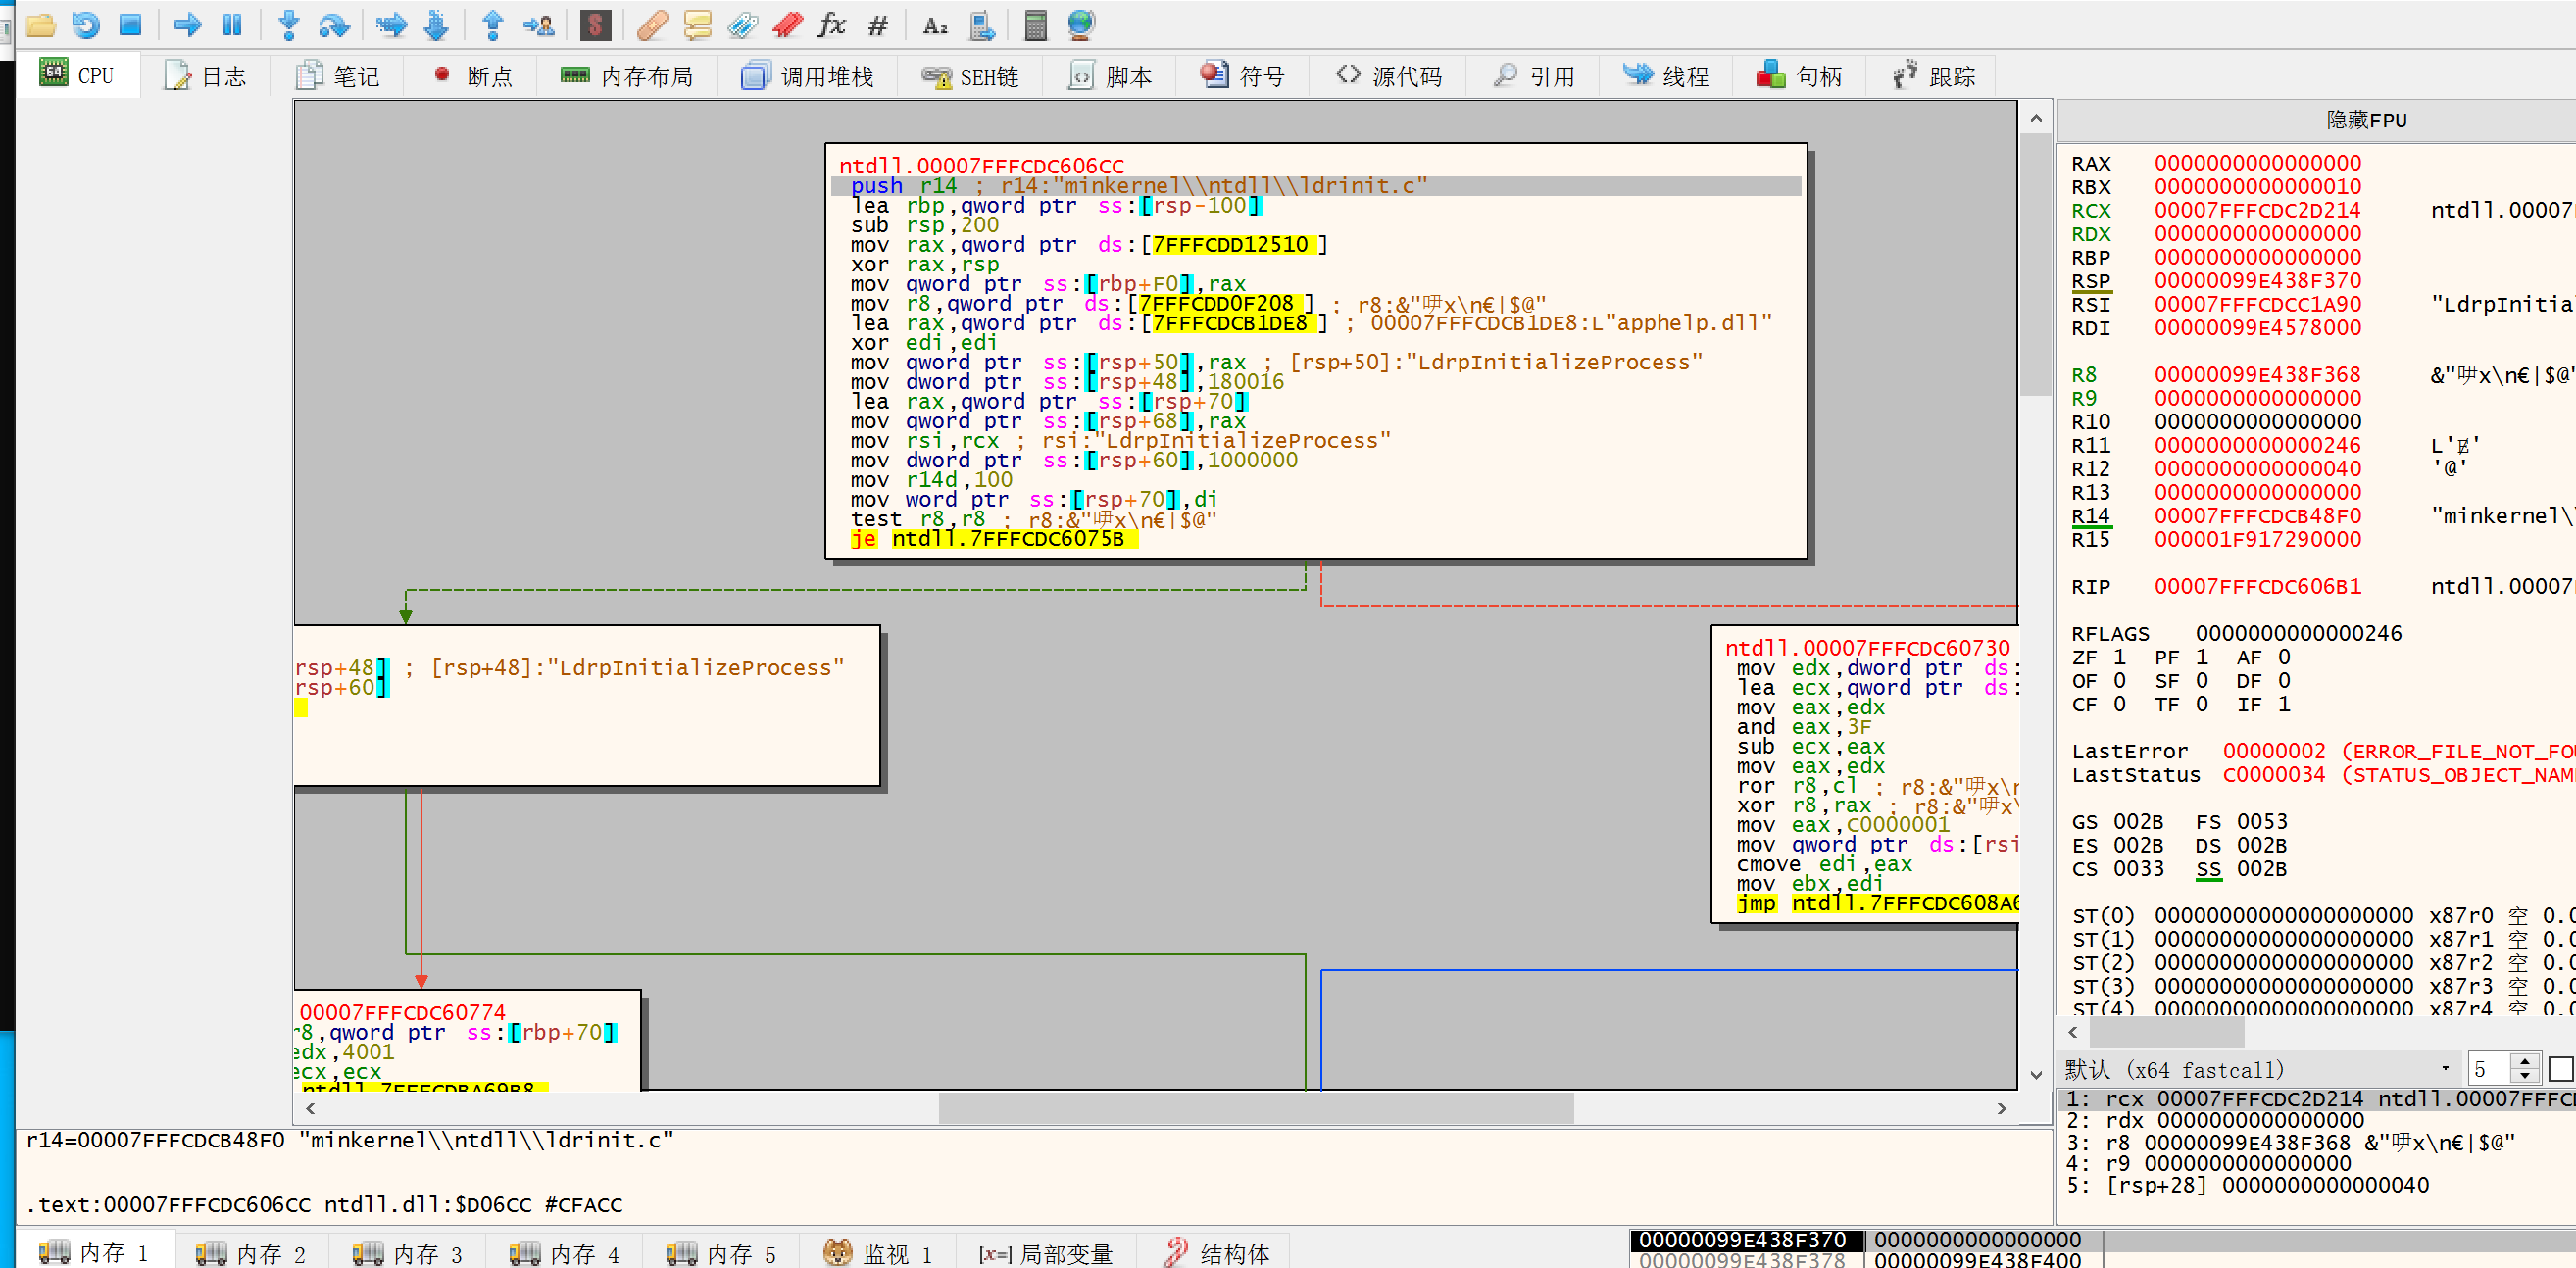 fx # A₂
CPU 日志 笔记 断点 内存布局 调用堆栈 SEH链 脚本 符号 源代码 引用 线程 句柄 跟踪
ntdll.00007FFFCDC606CC
push r14 ; r14:"minkernel\\ntdll\\ldrinit.c"
lea rbp,qword ptr ss:[rsp-100]
sub rsp,200
mov rax,qword ptr ds:[7FFFCDD12510 ]
xor rax,rsp
mov qword ptr ss:[rbp+F0],rax
mov r8,qword ptr ds:[7FFFCDD0F208 ] ; r8:&"咿x\n€|$@"
lea rax,qword ptr ds:[7FFFCDCB1DE8 ] ; 00007FFFCDCB1DE8:L"apphelp.dll"
xor edi,edi
mov qword ptr ss:[rsp+50],rax ; [rsp+50]:"LdrpInitializeProcess"
mov dword ptr ss:[rsp+48],180016
lea rax,qword ptr ss:[rsp+70]
mov qword ptr ss:[rsp+68],rax
mov rsi,rcx ; rsi:"LdrpInitializeProcess"
mov dword ptr ss:[rsp+60],1000000
mov r14d,100
mov word ptr ss:[rsp+70],di
test r8,r8 ; r8:&"咿x\n€|$@"
je ntdll.7FFFCDC6075B
rsp+48] ; [rsp+48]:"LdrpInitializeProcess"
rsp+60]
ntdll.00007FFFCDC60730
mov edx,dword ptr ds:
lea ecx,qword ptr ds:
mov eax,edx
and eax,3F
sub ecx,eax
mov eax,edx
ror r8,cl ; r8:&"咿x\n
xor r8,rax ; r8:&"咿x\
mov eax,C0000001
mov qword ptr ds:[rsi
cmove edi,eax
mov ebx,edi
jmp ntdll.7FFFCDC608A6
00007FFFCDC60774
r8,qword ptr ss:[rbp+70]
edx,4001
ecx,ecx
ntdll.7FFFCDBA69B8
r14=00007FFFCDCB48F0 "minkernel\\ntdll\\ldrinit.c"
.text:00007FFFCDC606CC ntdll.dll:$D06CC #CFACC
内存 1 内存 2 内存 3 内存 4 内存 5 监视 1 [x=] 局部变量 结构体
隐藏FPU
RAX 0000000000000000
RBX 0000000000000010
RCX 00007FFFCDC2D214 ntdll.00007
RDX 0000000000000000
RBP 0000000000000000
RSP 00000099E438F370
RSI 00007FFFCDCC1A90 "LdrpInitia
RDI 00000099E4578000
R8 00000099E438F368 &"咿x\n€|$@"
R9 0000000000000000
R10 0000000000000000
R11 0000000000000246 L'Ɇ'
R12 0000000000000040 '@'
R13 0000000000000000
R14 00007FFFCDCB48F0 "minkernel\
R15 000001F917290000
RIP 00007FFFCDC606B1 ntdll.00007
RFLAGS 0000000000000246
ZF 1 PF 1 AF 0
OF 0 SF 0 DF 0
CF 0 TF 0 IF 1
LastError 00000002 (ERROR_FILE_NOT_FO
LastStatus C0000034 (STATUS_OBJECT_NAM
GS 002B FS 0053
ES 002B DS 002B
CS 0033 SS 002B
ST(0) 00000000000000000000 x87r0 空 0.0
ST(1) 00000000000000000000 x87r1 空 0.0
ST(2) 00000000000000000000 x87r2 空 0.0
ST(3) 00000000000000000000 x87r3 空 0.0
ST(4) 00000000000000000000 x87r4 空 0.0
默认 (x64 fastcall) 5
1: rcx 00007FFFCDC2D214 ntdll.00007FFFC
2: rdx 0000000000000000
3: r8 00000099E438F368 &"咿x\n€|$@"
4: r9 0000000000000000
5: [rsp+28] 0000000000000040
00000099E438F370 0000000000000000
00000099E438F378 00000099E438F400